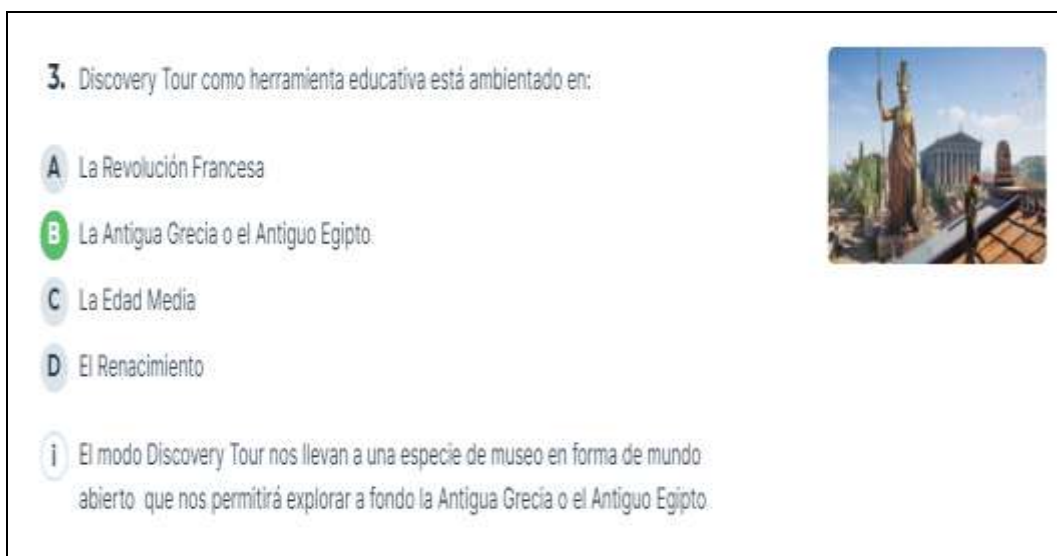 3. Discovery Tour como herramienta educativa está ambientado en:
A La Revolución Francesa
B La Antigua Grecia o el Antiguo Egipto
C La Edad Media
D El Renacimiento
i El modo Discovery Tour nos llevan a una especie de museo en forma de mundo
abierto que nos permitirá explorar a fondo la Antigua Grecia o el Antiguo Egipto